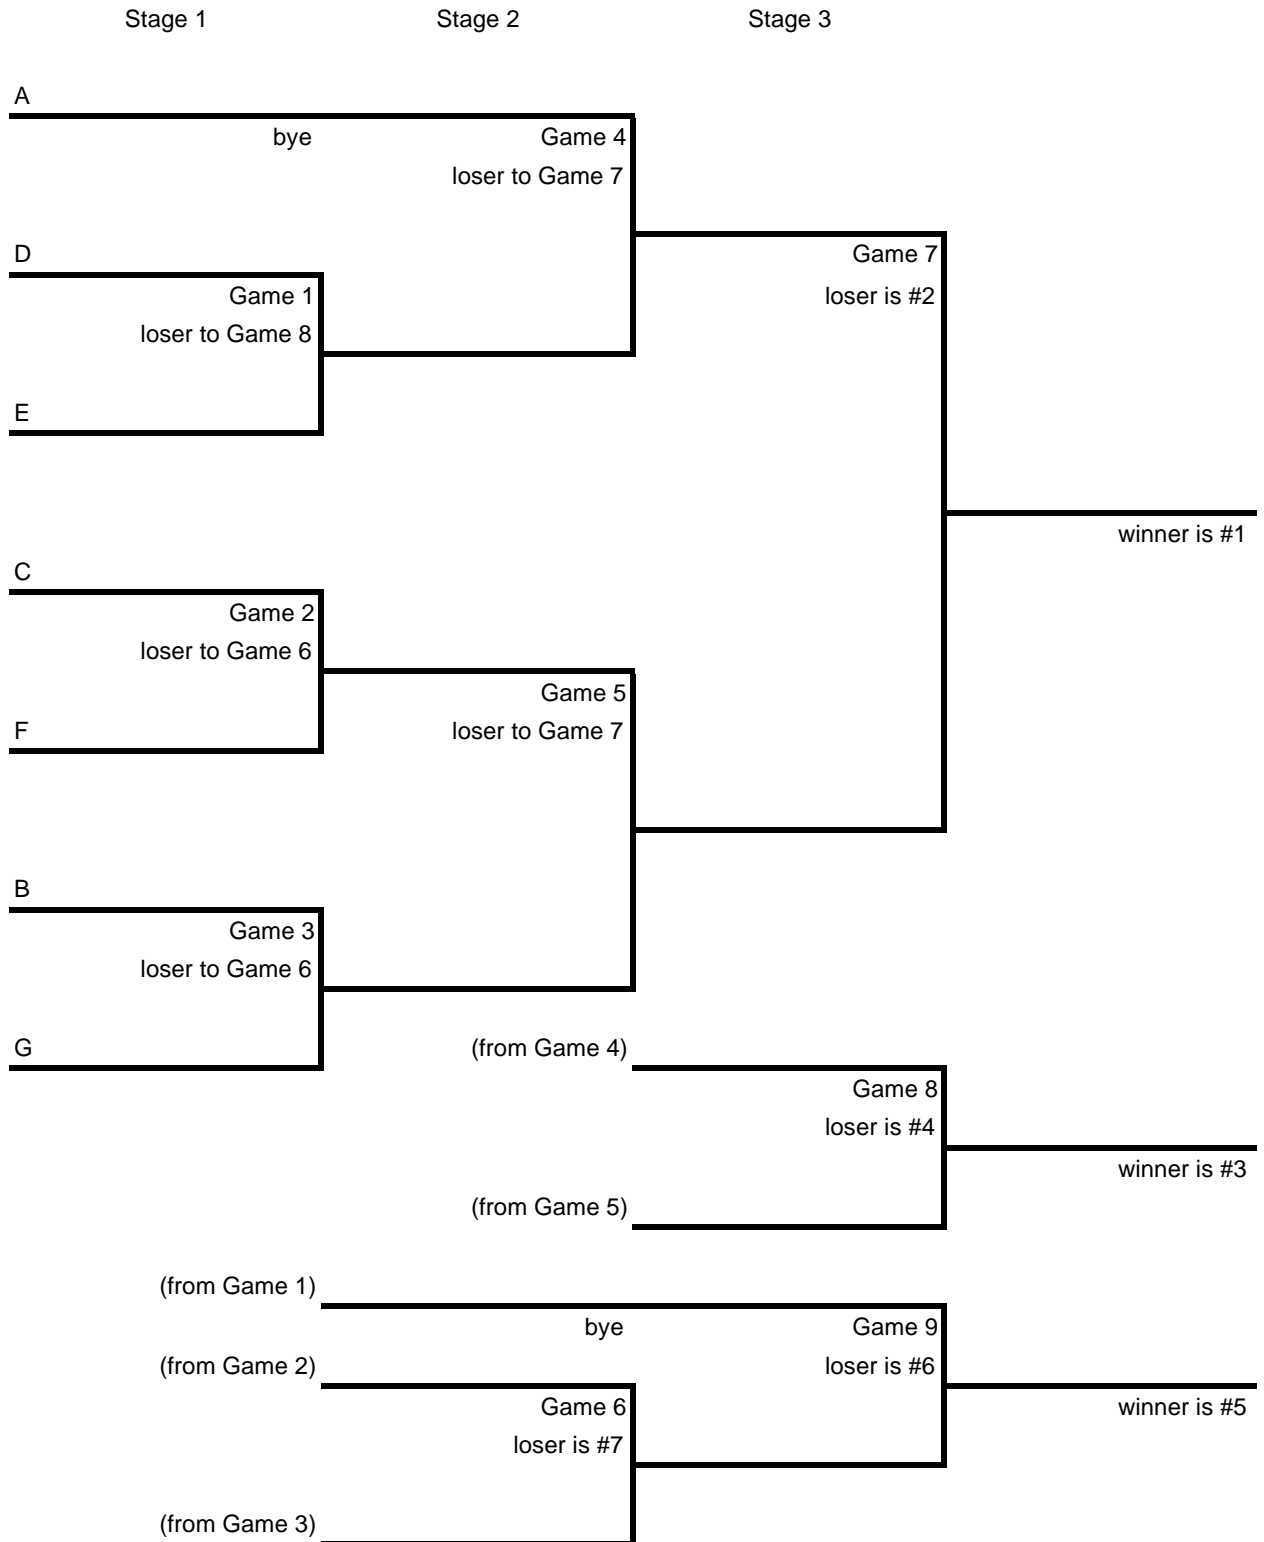 Stage 1 Stage 2 Stage 3
A
bye Game 4
loser to Game 7
D Game 7
Game 1 loser is #2
loser to Game 8
E
winner is #1
C
Game 2
loser to Game 6
Game 5
F loser to Game 7
B
Game 3
loser to Game 6
G (from Game 4)
Game 8
loser is #4
winner is #3
(from Game 5)
(from Game 1)
bye Game 9
(from Game 2) loser is #6
Game 6 winner is #5
loser is #7
(from Game 3)